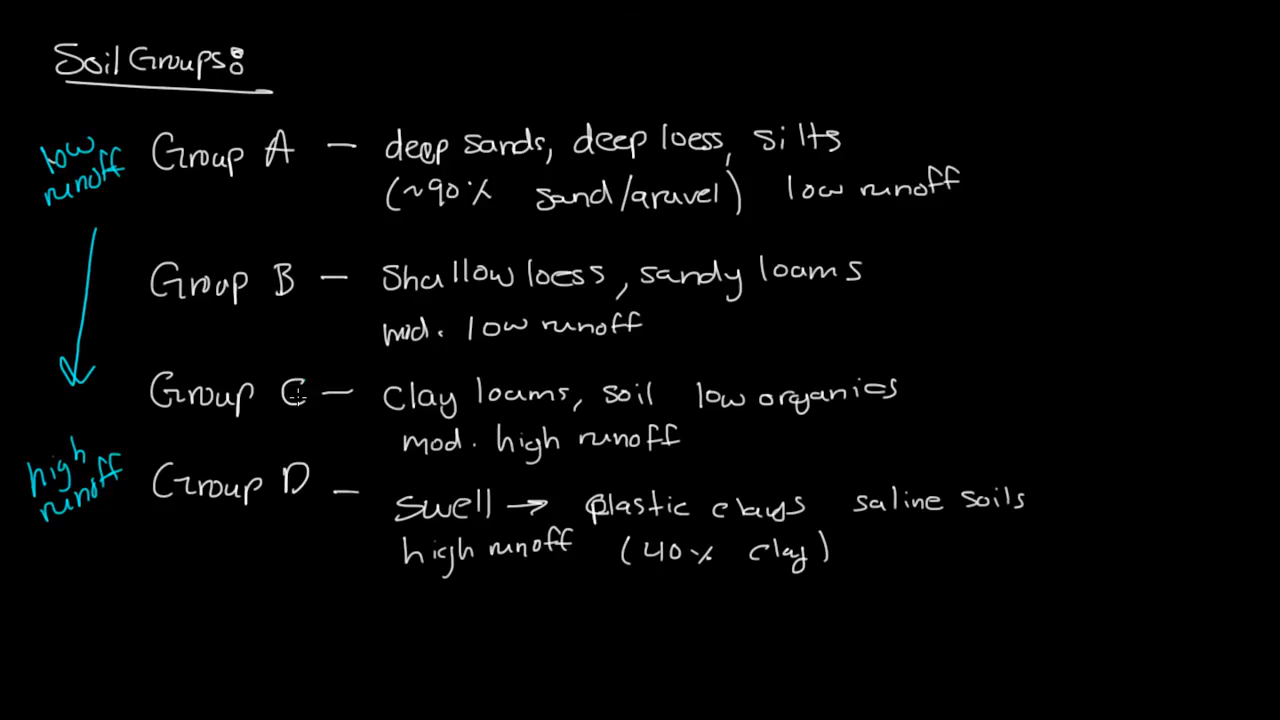 Soil Groups:
low runoff
Group A — deep sands, deep loess, silts
(~90% sand/gravel) low runoff
Group B — Shallow loess, sandy loams
mod. low runoff
Group C — Clay loams, soil low organics
mod. high runoff
high runoff
Group D — swell → plastic clays saline soils
high runoff (40% clay)